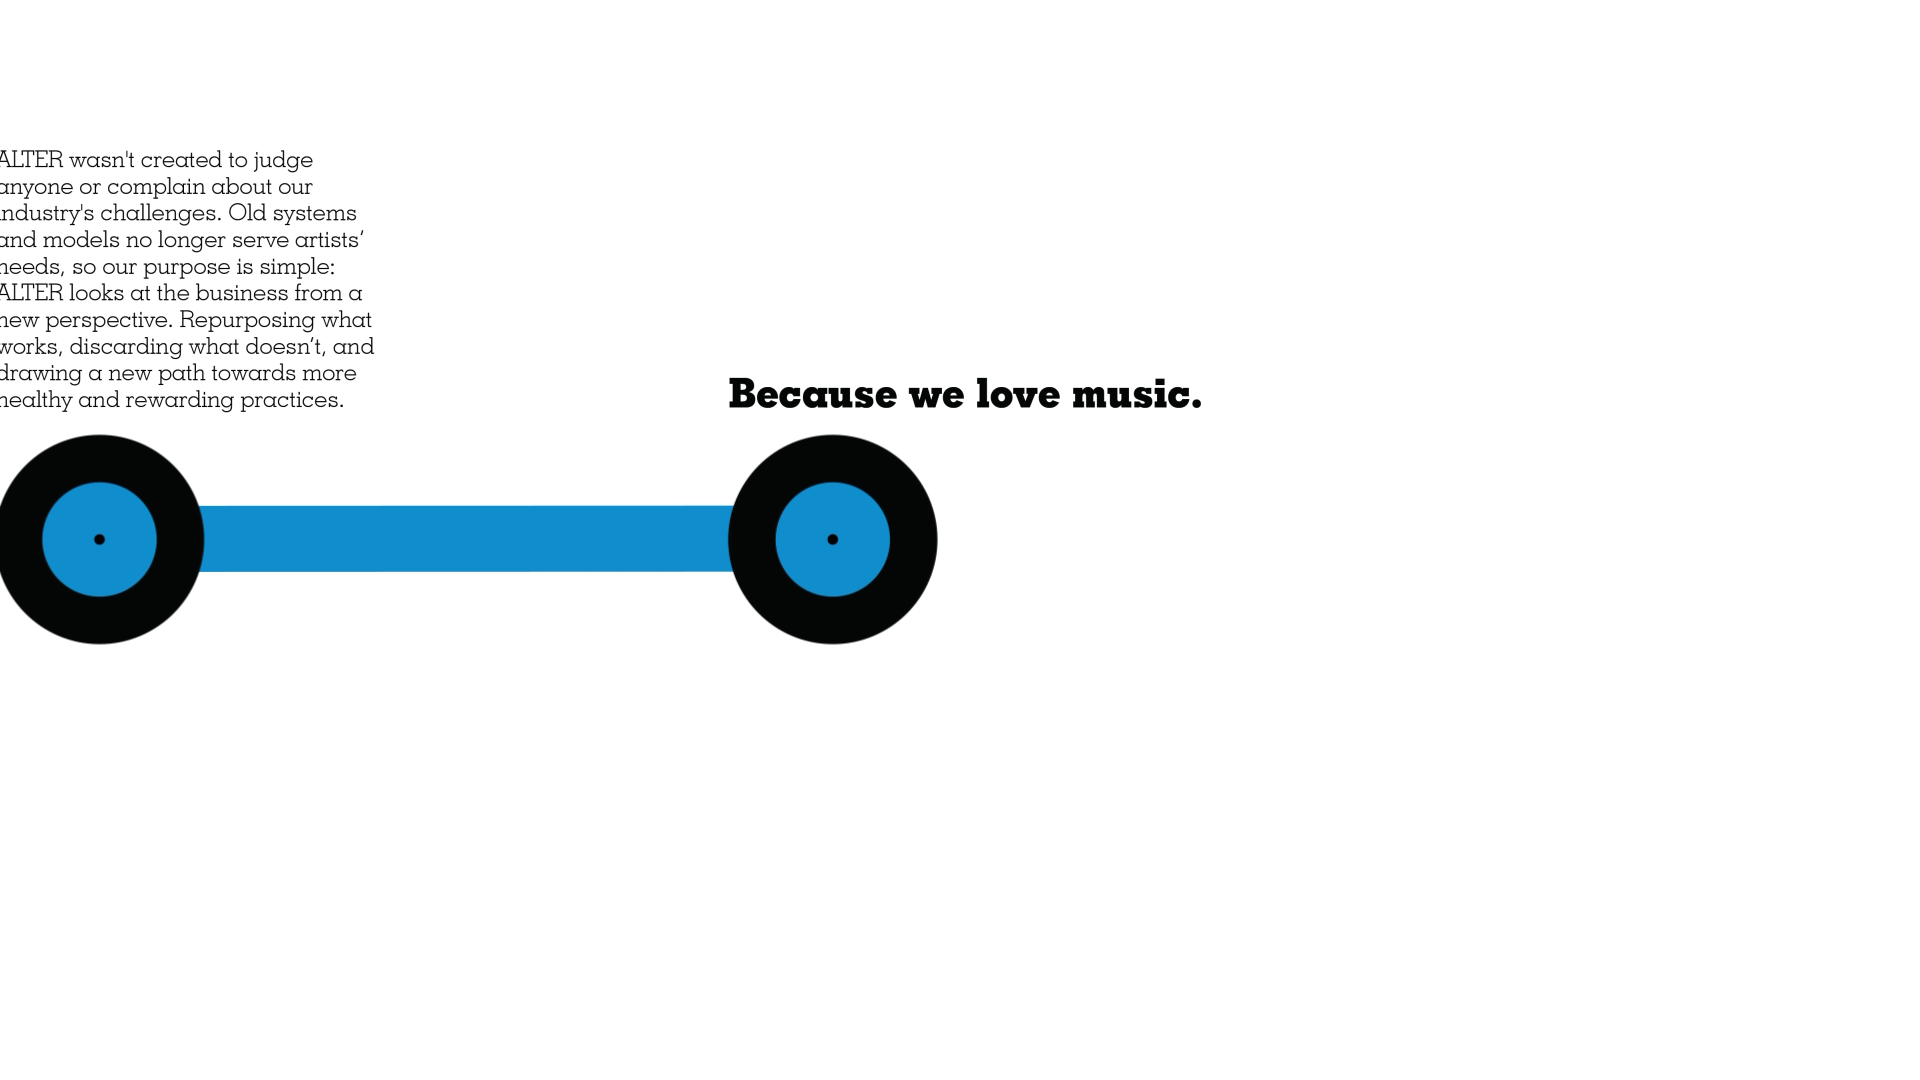 ALTER wasn't created to judge
anyone or complain about our
industry's challenges. Old systems
and models no longer serve artists’
needs, so our purpose is simple:
ALTER looks at the business from a
new perspective. Repurposing what
works, discarding what doesn’t, and
drawing a new path towards more
healthy and rewarding practices.
Because we love music.